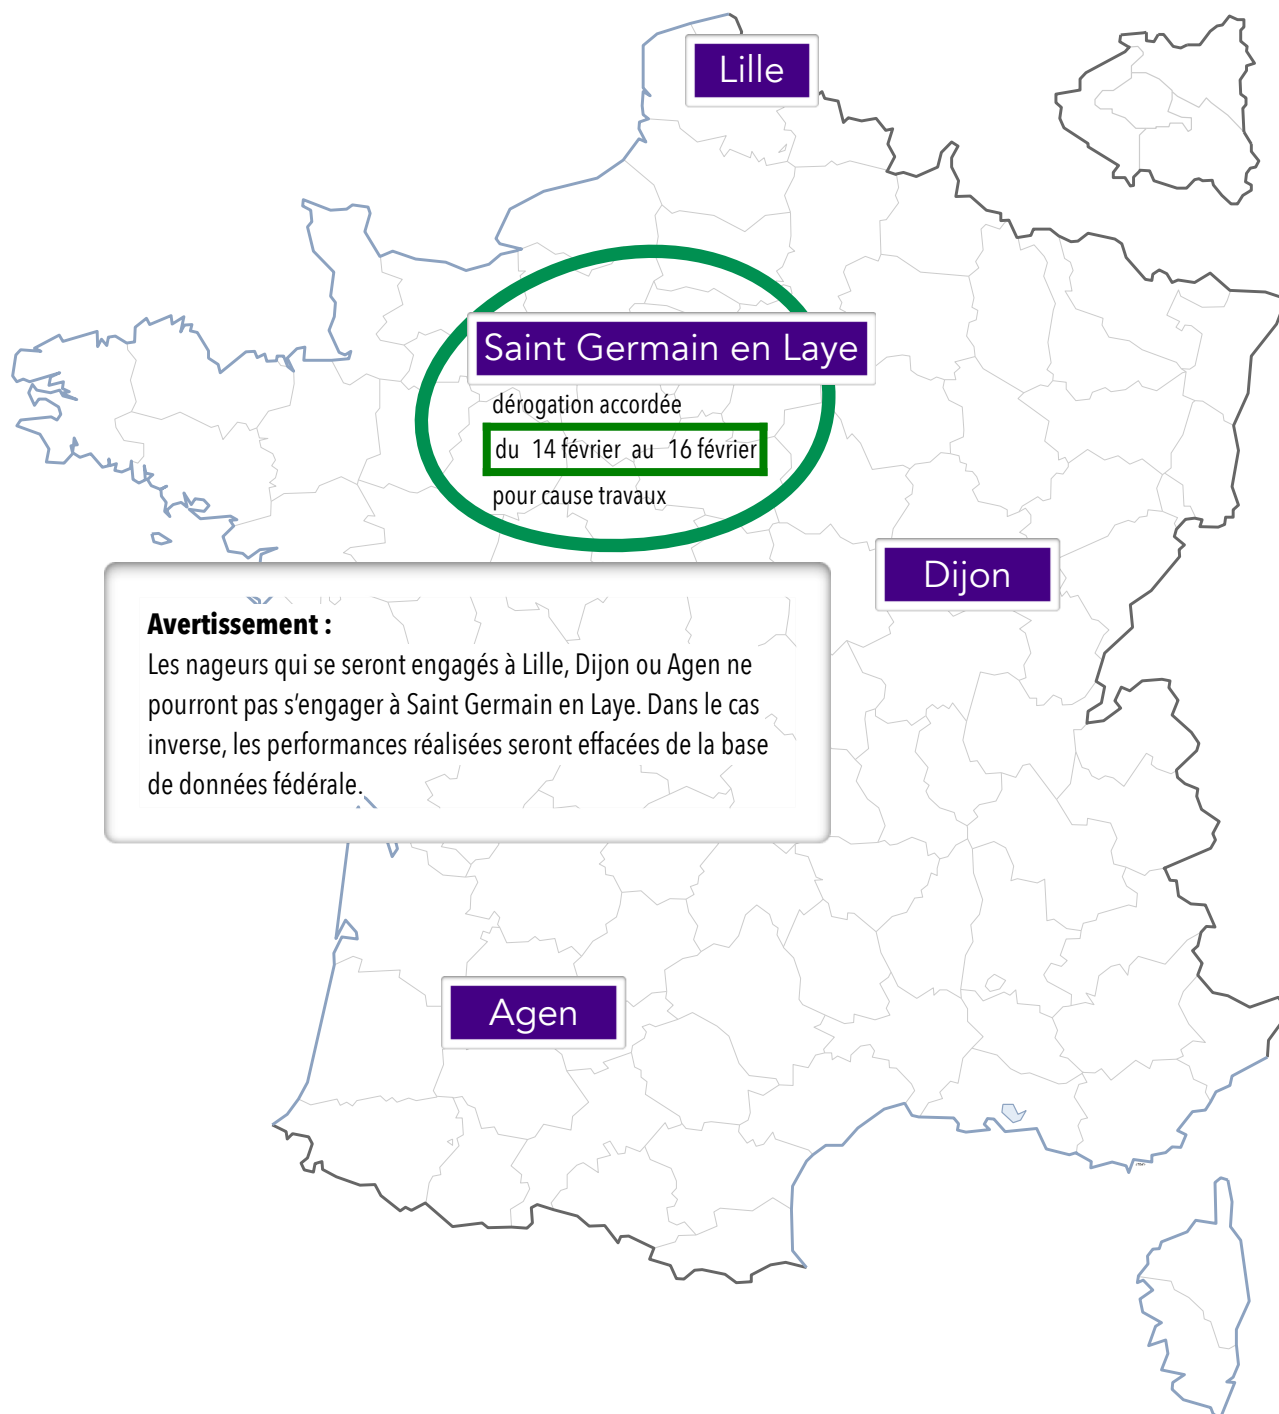 Lille
Saint Germain en Laye
dérogation accordée
du 14 février au 16 février
pour cause travaux
Dijon
Avertissement :
Les nageurs qui se seront engagés à Lille, Dijon ou Agen ne
pourront pas s’engager à Saint Germain en Laye. Dans le cas
inverse, les performances réalisées seront effacées de la base
de données fédérale.
Agen